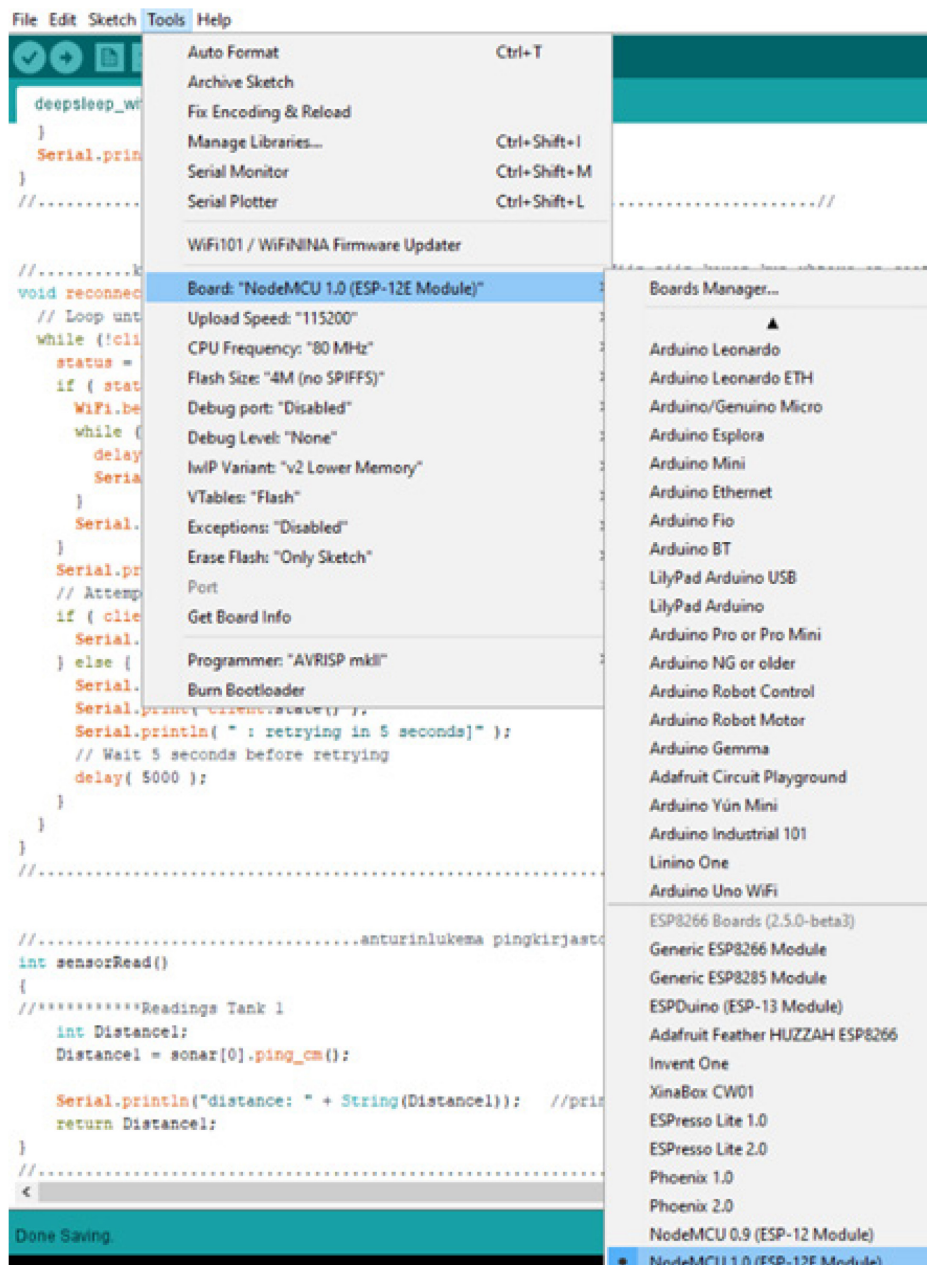 File Edit Sketch Tools Help
Auto Format Ctrl+T
Archive Sketch
Fix Encoding & Reload
Manage Libraries... Ctrl+Shift+I
Serial Monitor Ctrl+Shift+M
Serial Plotter Ctrl+Shift+L
WiFi101 / WiFiNINA Firmware Updater
Board: "NodeMCU 1.0 (ESP-12E Module)"
Upload Speed: "115200"
CPU Frequency: "80 MHz"
Flash Size: "4M (no SPIFFS)"
Debug port: "Disabled"
Debug Level: "None"
lwIP Variant: "v2 Lower Memory"
VTables: "Flash"
Exceptions: "Disabled"
Erase Flash: "Only Sketch"
Port
Get Board Info
Programmer: "AVRISP mkII"
Burn Bootloader
Boards Manager...
Arduino Leonardo
Arduino Leonardo ETH
Arduino/Genuino Micro
Arduino Esplora
Arduino Mini
Arduino Ethernet
Arduino Fio
Arduino BT
LilyPad Arduino USB
LilyPad Arduino
Arduino Pro or Pro Mini
Arduino NG or older
Arduino Robot Control
Arduino Robot Motor
Arduino Gemma
Adafruit Circuit Playground
Arduino Yún Mini
Arduino Industrial 101
Linino One
Arduino Uno WiFi
ESP8266 Boards (2.5.0-beta3)
Generic ESP8266 Module
Generic ESP8285 Module
ESPDuino (ESP-13 Module)
Adafruit Feather HUZZAH ESP8266
Invent One
XinaBox CW01
ESPresso Lite 1.0
ESPresso Lite 2.0
Phoenix 1.0
Phoenix 2.0
NodeMCU 0.9 (ESP-12 Module)
NodeMCU 1.0 (ESP-12E Module)
deepsleep_wi
}
Serial.prin
}
//.............//
//..........k
void reconnec
// Loop unt
while (!cli
status =
if ( stat
WiFi.be
while (
delay
Seria
}
Serial.
}
Serial.pr
// Attemp
if ( clie
Serial.
} else {
Serial.
Serial.print( client.state() );
Serial.println( " : retrying in 5 seconds]" );
// Wait 5 seconds before retrying
delay( 5000 );
}
}
}
//..........................................................
//..................................anturinlukema pingkirjasto
int sensorRead()
{
//***********Readings Tank 1
int Distance1;
Distance1 = sonar[0].ping_cm();
Serial.println("distance: " + String(Distance1)); //prin
return Distance1;
}
//..........................................................
Done Saving.